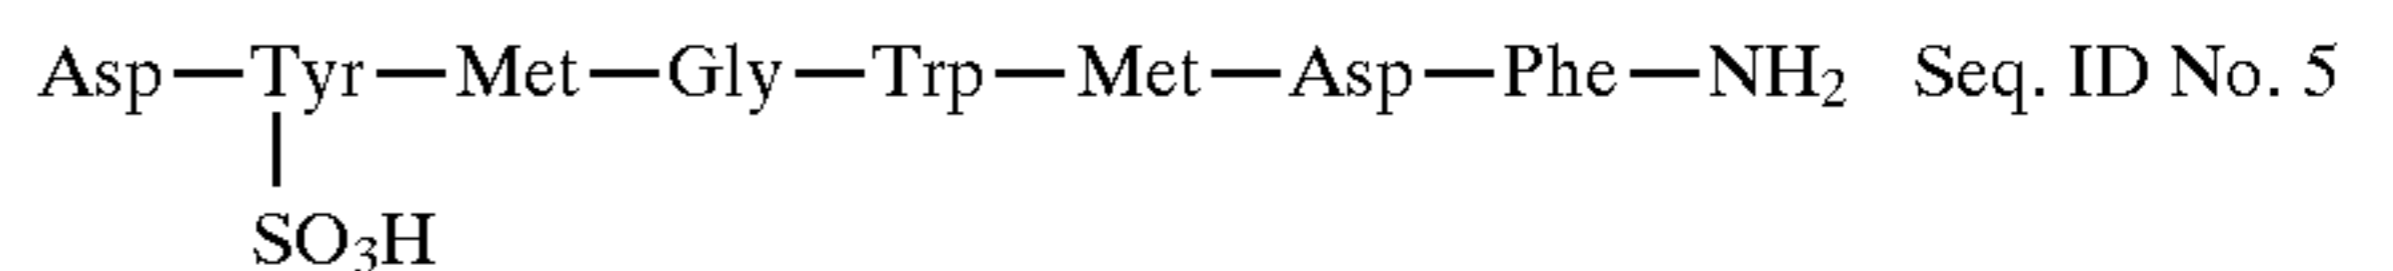 Asp—Tyr—Met—Gly—Trp—Met—Asp—Phe—NH₂ Seq. ID No. 5
SO₃H